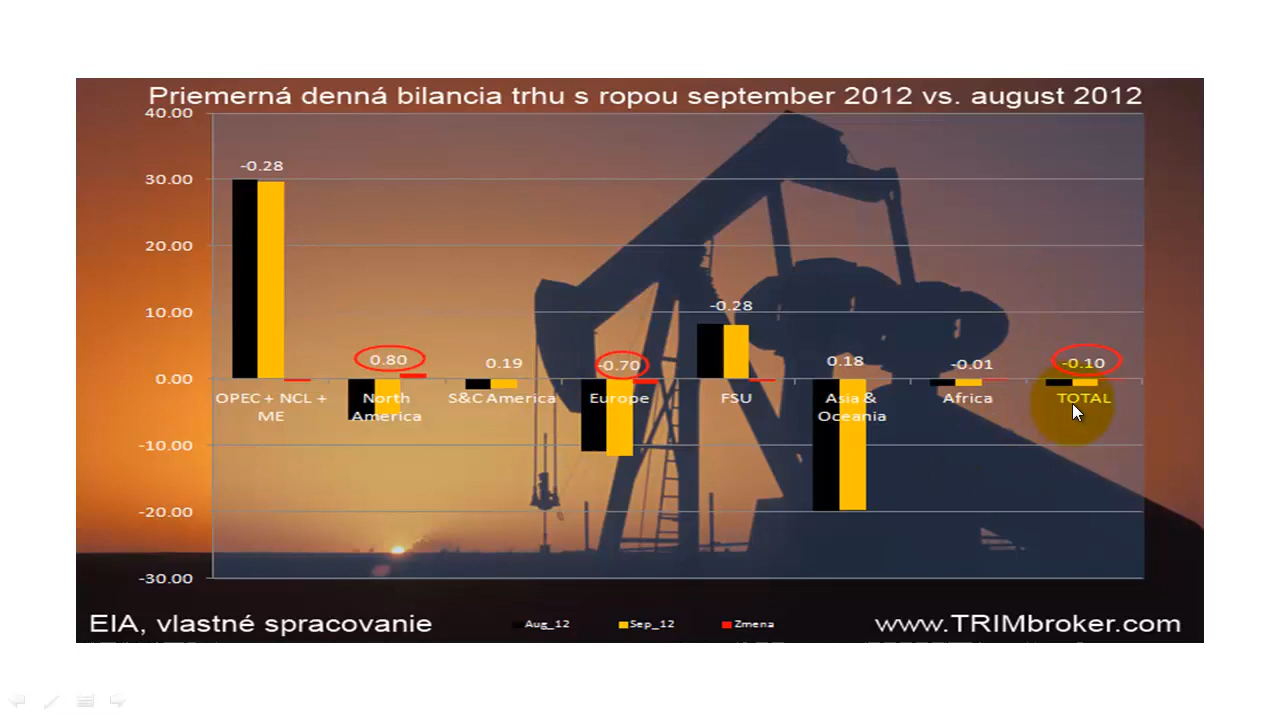 Priemerná denná bilancia trhu s ropou september 2012 vs. august 2012
40.00
30.00
20.00
10.00
0.00
-10.00
-20.00
-30.00
-0.28
0.80
0.19
-0.70
-0.28
0.18
-0.01
-0.10
OPEC + NCL +
ME
North
America
S&C America
Europe
FSU
Asia &
Oceania
Africa
TOTAL
EIA, vlastné spracovanie
Aug_12
Sep_12
Zmena
www.TRIMbroker.com